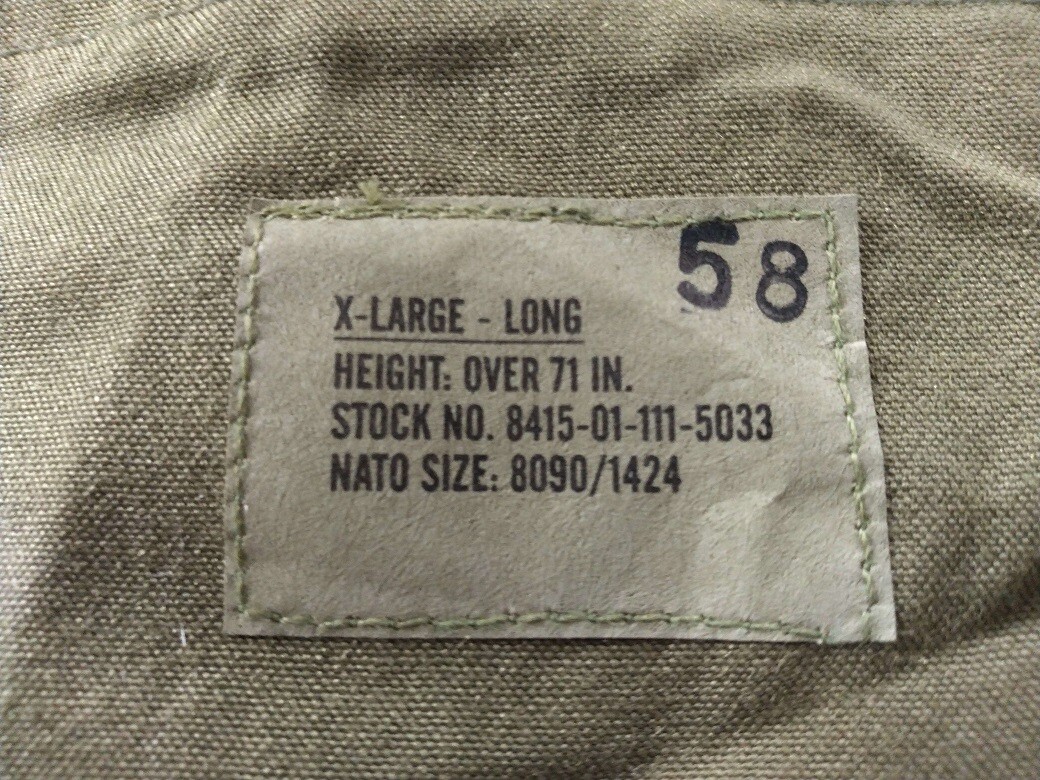 58
X-LARGE - LONG
HEIGHT: OVER 71 IN.
STOCK NO. 8415-01-111-5033
NATO SIZE: 8090/1424